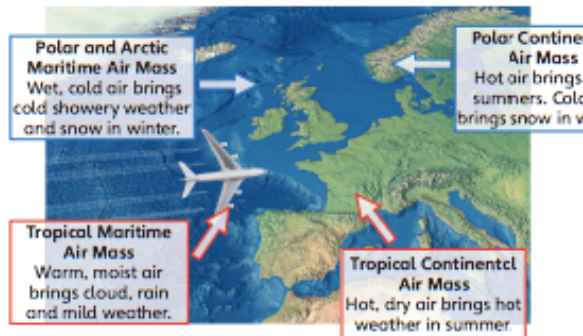 Polar and Arctic
Maritime Air Mass
Wet, cold air brings
cold showery weather
and snow in winter.
Polar
Air Mass
Hot air brings
summers. Cold
brings snow in
Tropical Maritime
Air Mass
Warm, moist air
brings cloud, rain
and mild weather.
Tropical Continentcl
Air Mass
Hot, dry air brings hot
weather in summer